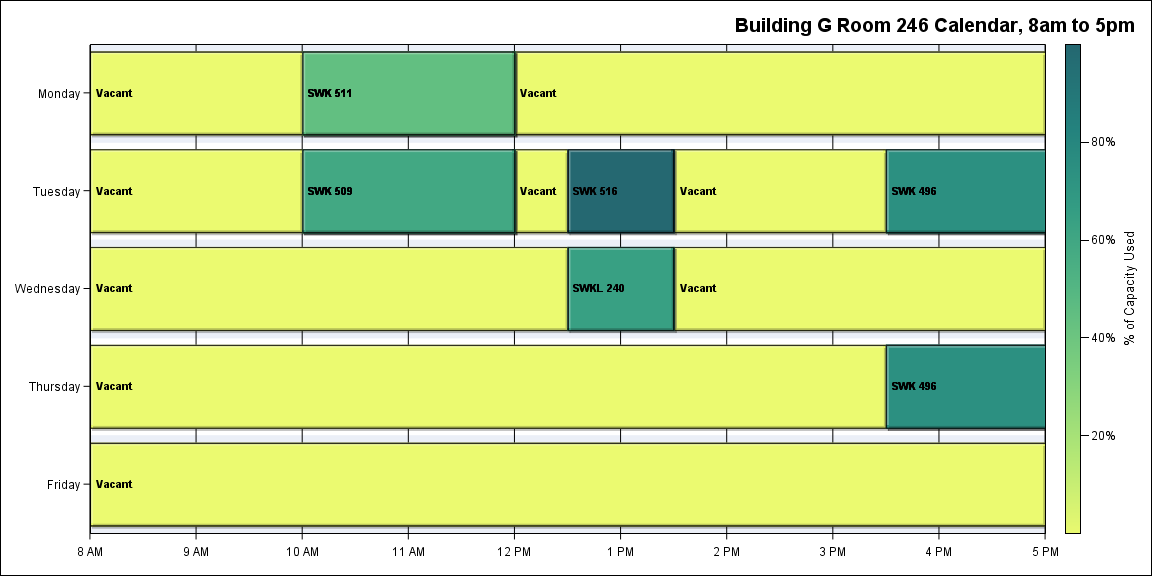 Building G Room 246 Calendar, 8am to 5pm
Monday
Vacant
SWK 511
Vacant
Tuesday
Vacant
SWK 509
Vacant
SWK 516
Vacant
SWK 496
Wednesday
Vacant
SWKL 240
Vacant
Thursday
Vacant
SWK 496
Friday
Vacant
8 AM
9 AM
10 AM
11 AM
12 PM
1 PM
2 PM
3 PM
4 PM
5 PM
80%
60%
40%
20%
% of Capacity Used